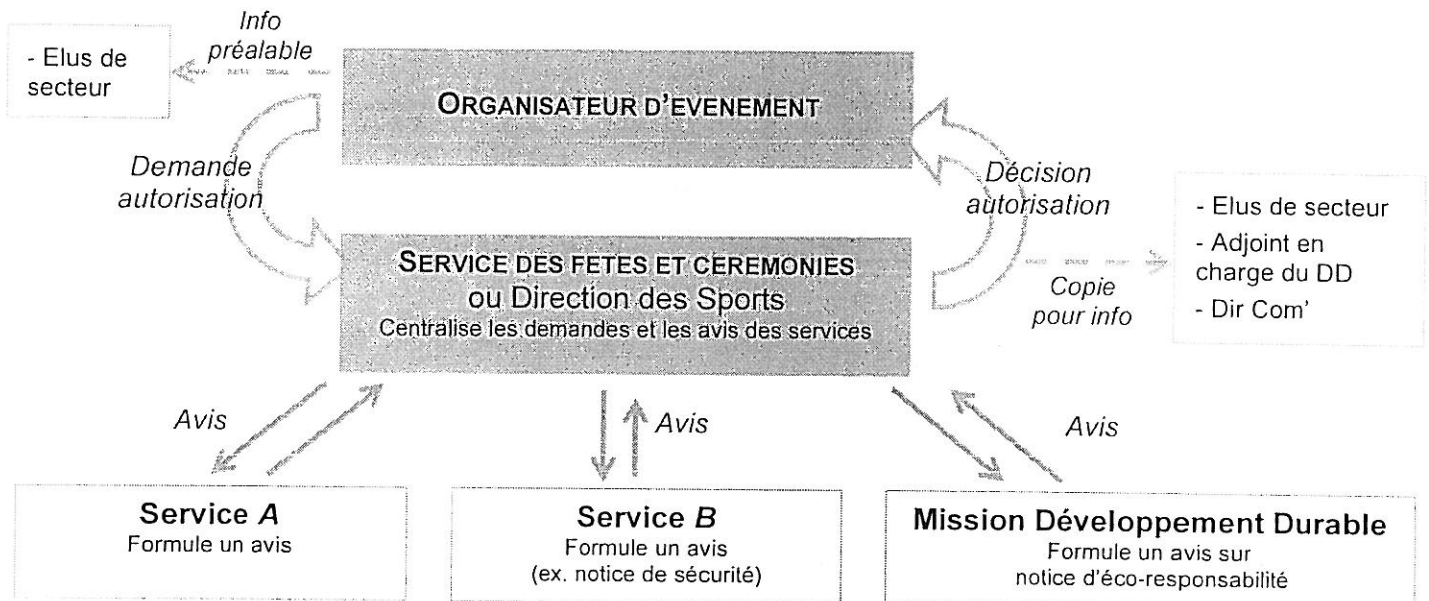 Info
préalable
- Elus de
secteur
ORGANISATEUR D'EVENEMENT
Demande
autorisation
Décision
autorisation
- Elus de secteur
- Adjoint en
charge du DD
- Dir Com'
SERVICE DES FETES ET CEREMONIES
ou Direction des Sports
Centralise les demandes et les avis des services
Copie
pour info
Avis
Avis
Avis
Service A
Formule un avis
Service B
Formule un avis
(ex. notice de sécurité)
Mission Développement Durable
Formule un avis sur
notice d'éco-responsabilité